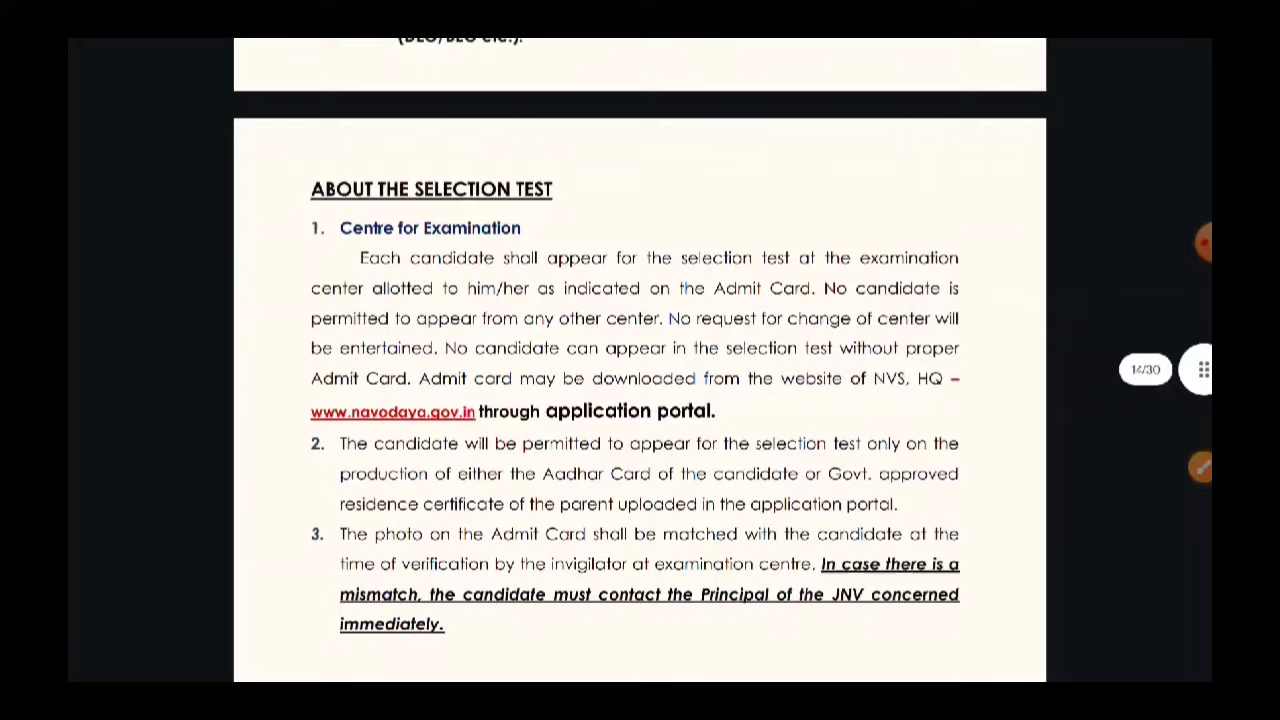 ABOUT THE SELECTION TEST
1. Centre for Examination
Each candidate shall appear for the selection test at the examination
center allotted to him/her as indicated on the Admit Card. No candidate is
permitted to appear from any other center. No request for change of center will
be entertained. No candidate can appear in the selection test without proper
Admit Card. Admit card may be downloaded from the website of NVS, HQ –
www.navodaya.gov.in through application portal.
2. The candidate will be permitted to appear for the selection test only on the
production of either the Aadhar Card of the candidate or Govt. approved
residence certificate of the parent uploaded in the application portal.
3. The photo on the Admit Card shall be matched with the candidate at the
time of verification by the invigilator at examination centre. In case there is a
mismatch, the candidate must contact the Principal of the JNV concerned
immediately.
14/30